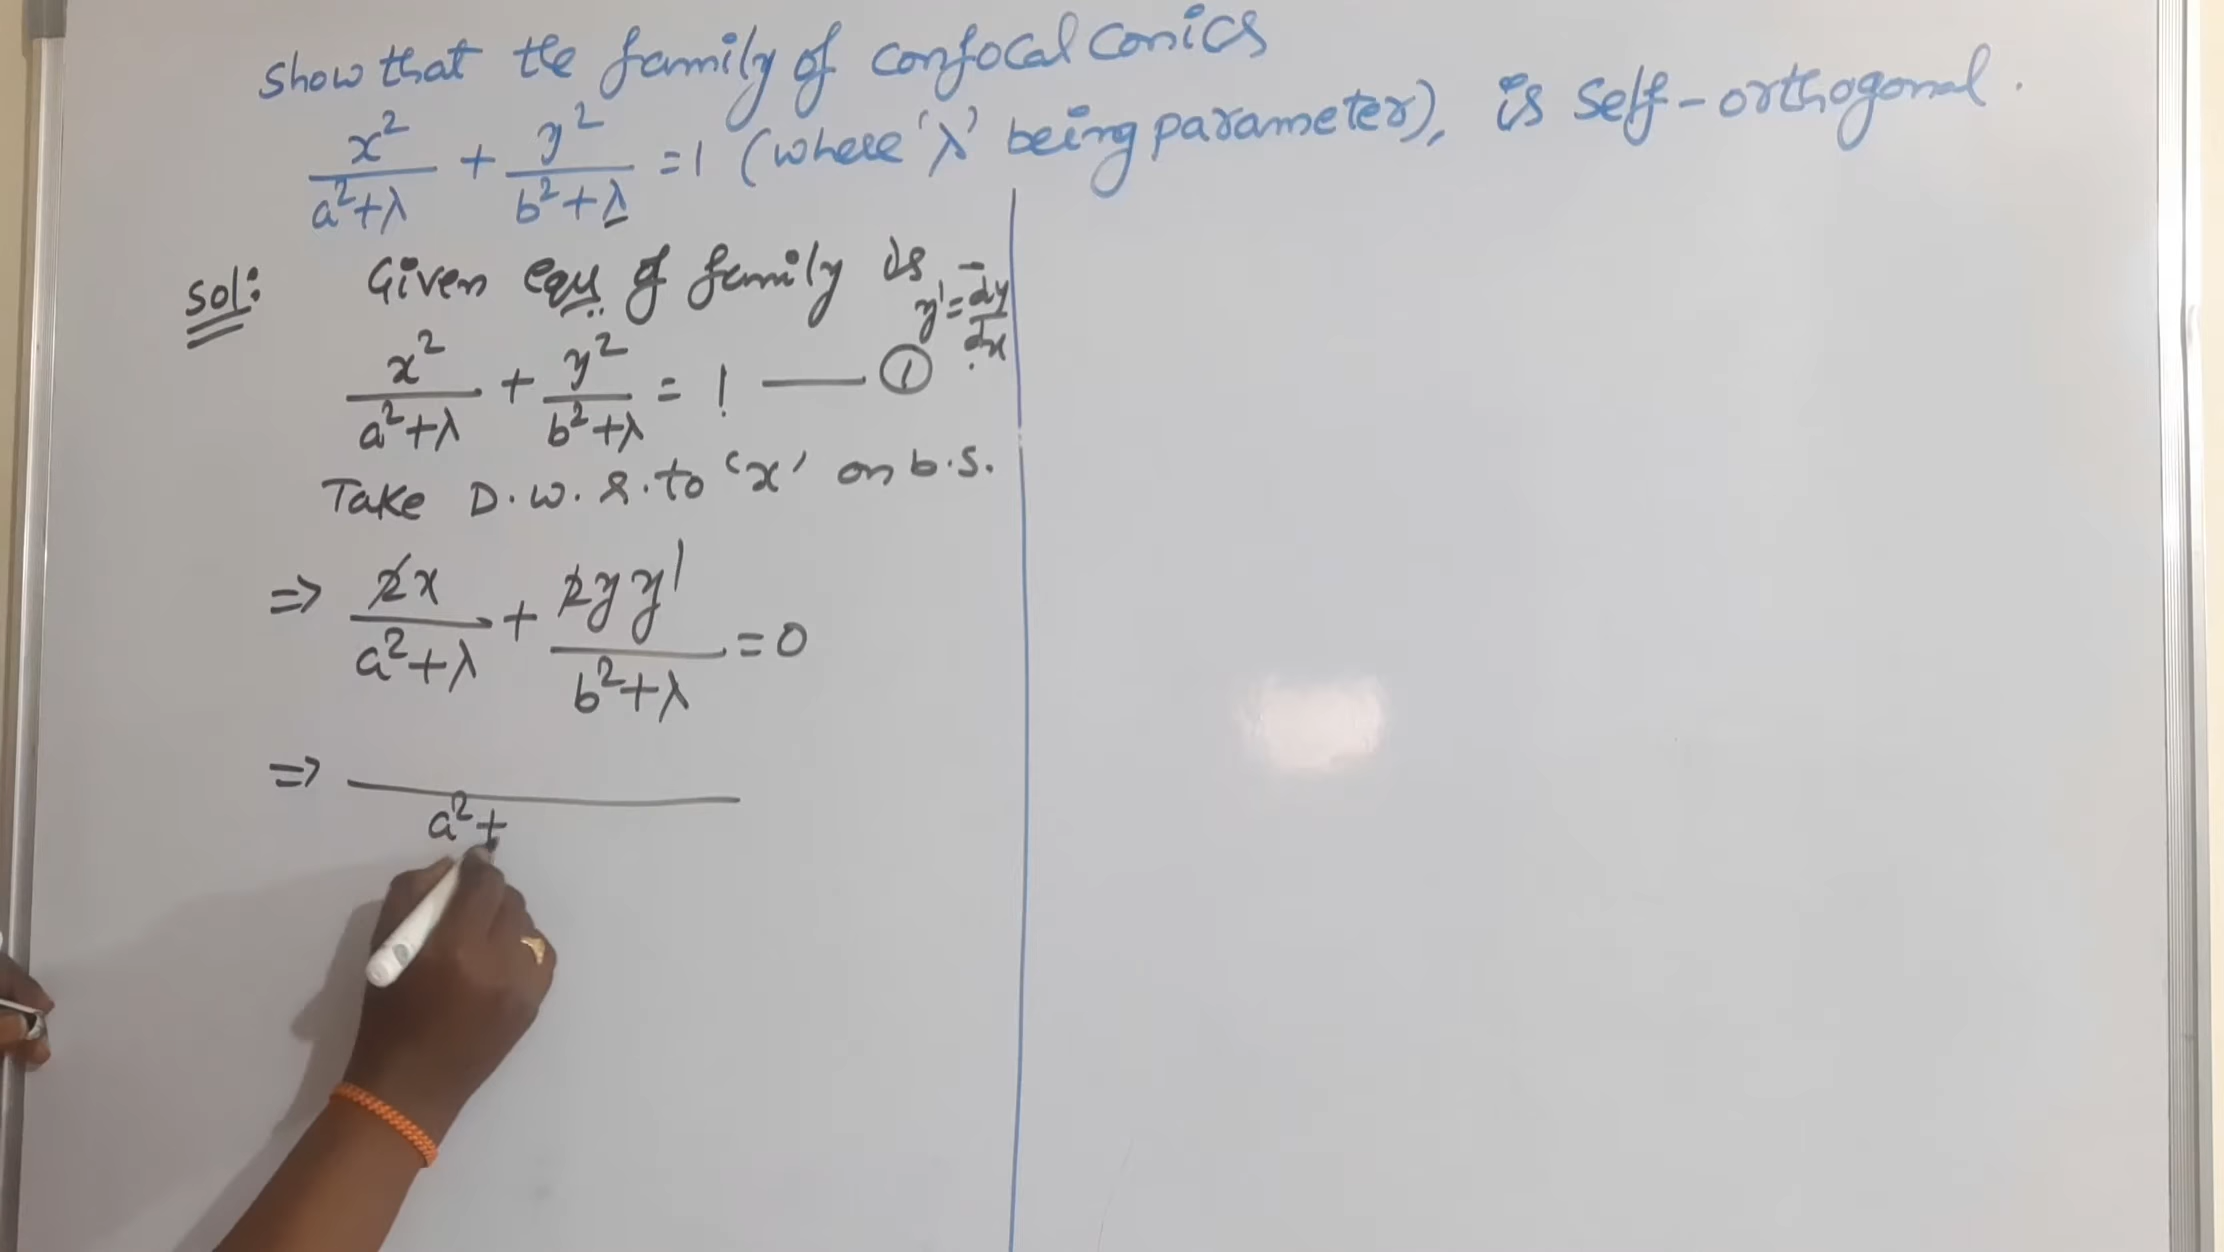 Show that the family of confocal conics
x²/(a²+λ) + y²/(b²+λ) = 1 (where 'λ' being parameter), is self-orthogonal.
Sol: Given equ of family is
y' = dy/dx
x²/(a²+λ) + y²/(b²+λ) = 1 —— ①
Take D.w.r.to 'x' on b.s.
⇒ 2x/(a²+λ) + 2yy'/(b²+λ) = 0
⇒ a²+